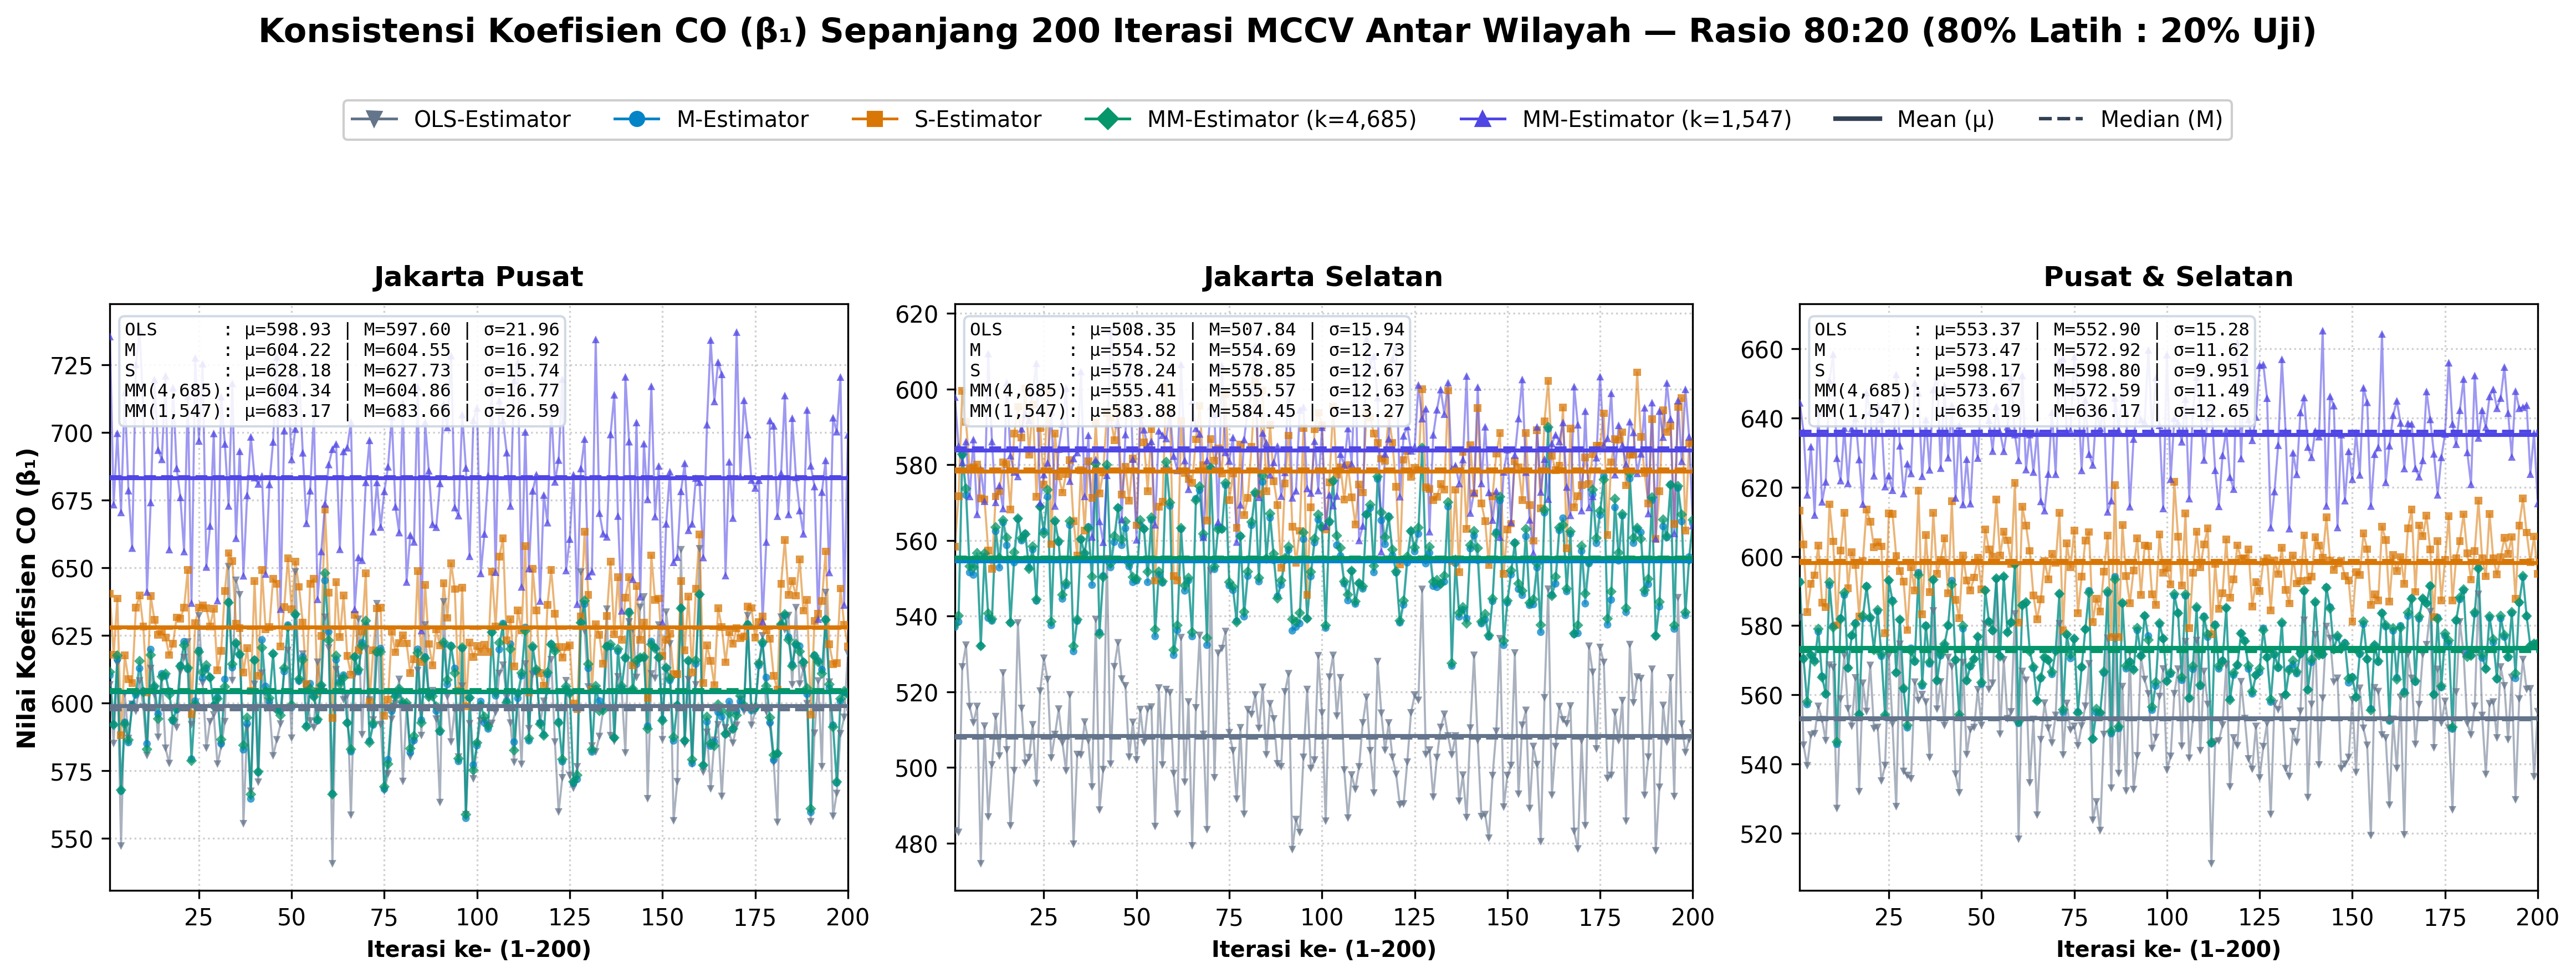 Konsistensi Koefisien CO (β₁) Sepanjang 200 Iterasi MCCV Antar Wilayah — Rasio 80:20 (80% Latih : 20% Uji)
OLS-Estimator M-Estimator S-Estimator MM-Estimator (k=4,685) MM-Estimator (k=1,547) Mean (μ) Median (M)
Jakarta Pusat
OLS : μ=598.93 | M=597.60 | σ=21.96
M : μ=604.22 | M=604.55 | σ=16.92
S : μ=628.18 | M=627.73 | σ=15.74
MM(4,685): μ=604.34 | M=604.86 | σ=16.77
MM(1,547): μ=683.17 | M=683.66 | σ=26.59
725
700
675
650
625
600
575
550
Nilai Koefisien CO (β₁)
25 50 75 100 125 150 175 200
Iterasi ke- (1–200)
Jakarta Selatan
OLS : μ=508.35 | M=507.84 | σ=15.94
M : μ=554.52 | M=554.69 | σ=12.73
S : μ=578.24 | M=578.85 | σ=12.67
MM(4,685): μ=555.41 | M=555.57 | σ=12.63
MM(1,547): μ=583.88 | M=584.45 | σ=13.27
620
600
580
560
540
520
500
480
25 50 75 100 125 150 175 200
Iterasi ke- (1–200)
Pusat & Selatan
OLS : μ=553.37 | M=552.90 | σ=15.28
M : μ=573.47 | M=572.92 | σ=11.62
S : μ=598.17 | M=598.80 | σ=9.951
MM(4,685): μ=573.67 | M=572.59 | σ=11.49
MM(1,547): μ=635.19 | M=636.17 | σ=12.65
660
640
620
600
580
560
540
520
25 50 75 100 125 150 175 200
Iterasi ke- (1–200)